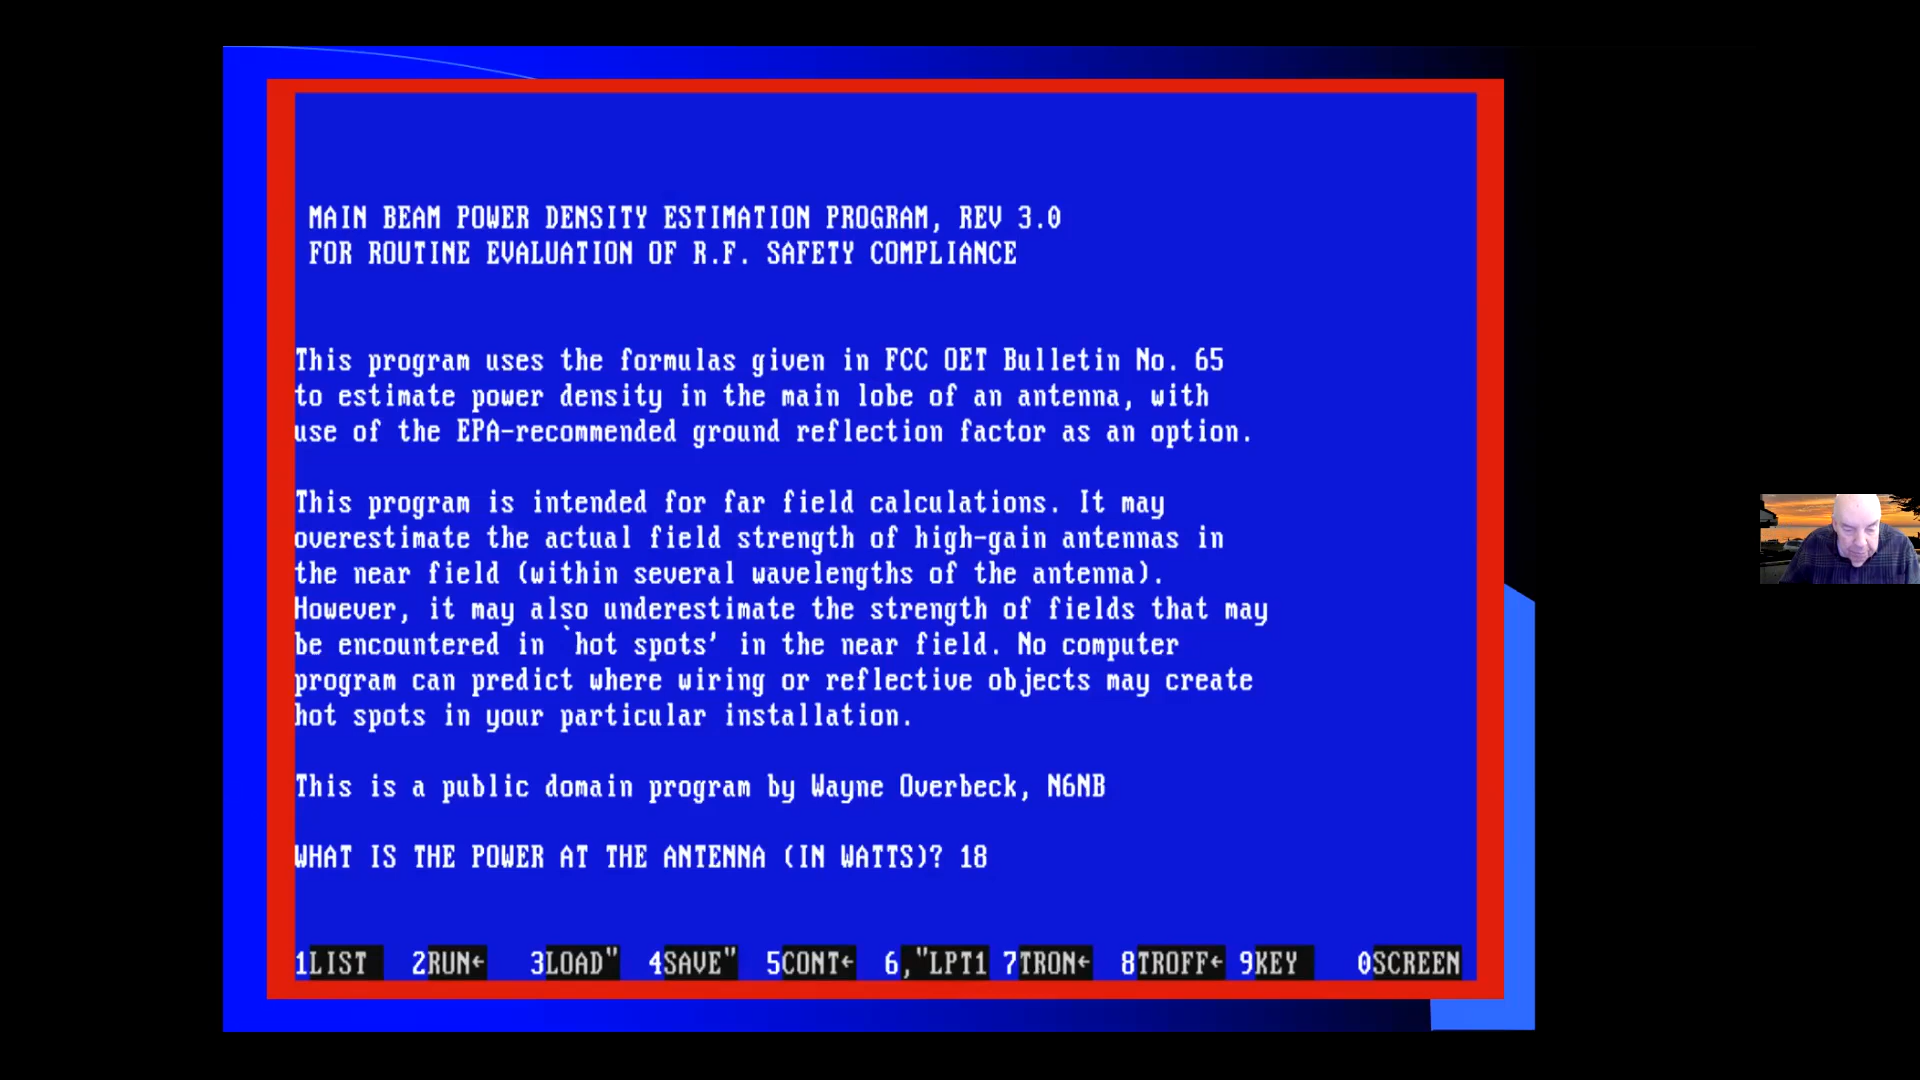 MAIN BEAM POWER DENSITY ESTIMATION PROGRAM, REV 3.0
FOR ROUTINE EVALUATION OF R.F. SAFETY COMPLIANCE
This program uses the formulas given in FCC OET Bulletin No. 65
to estimate power density in the main lobe of an antenna, with
use of the EPA-recommended ground reflection factor as an option.
This program is intended for far field calculations. It may
overestimate the actual field strength of high-gain antennas in
the near field (within several wavelengths of the antenna).
However, it may also underestimate the strength of fields that may
be encountered in `hot spots' in the near field. No computer
program can predict where wiring or reflective objects may create
hot spots in your particular installation.
This is a public domain program by Wayne Overbeck, N6NB
WHAT IS THE POWER AT THE ANTENNA (IN WATTS)? 18
1LIST 2RUN← 3LOAD" 4SAVE" 5CONT← 6,"LPT1 7TRON← 8TROFF← 9KEY 0SCREEN